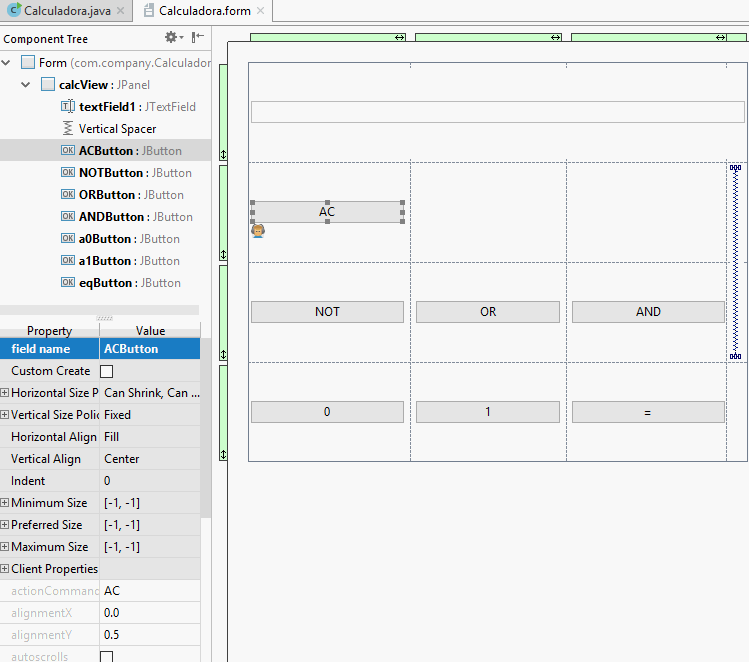 Calculadora.java
Calculadora.form
Component Tree
Form (com.company.Calculador
calcView : JPanel
textField1 : JTextField
Vertical Spacer
ACButton : JButton
NOTButton : JButton
ORButton : JButton
ANDButton : JButton
a0Button : JButton
a1Button : JButton
eqButton : JButton
Property Value
field name ACButton
Custom Create
Horizontal Size P Can Shrink, Can ...
Vertical Size Polic Fixed
Horizontal Align Fill
Vertical Align Center
Indent 0
Minimum Size [-1, -1]
Preferred Size [-1, -1]
Maximum Size [-1, -1]
Client Properties
actionCommand AC
alignmentX 0.0
alignmentY 0.5
autoscrolls
AC
NOT OR AND
0 1 =